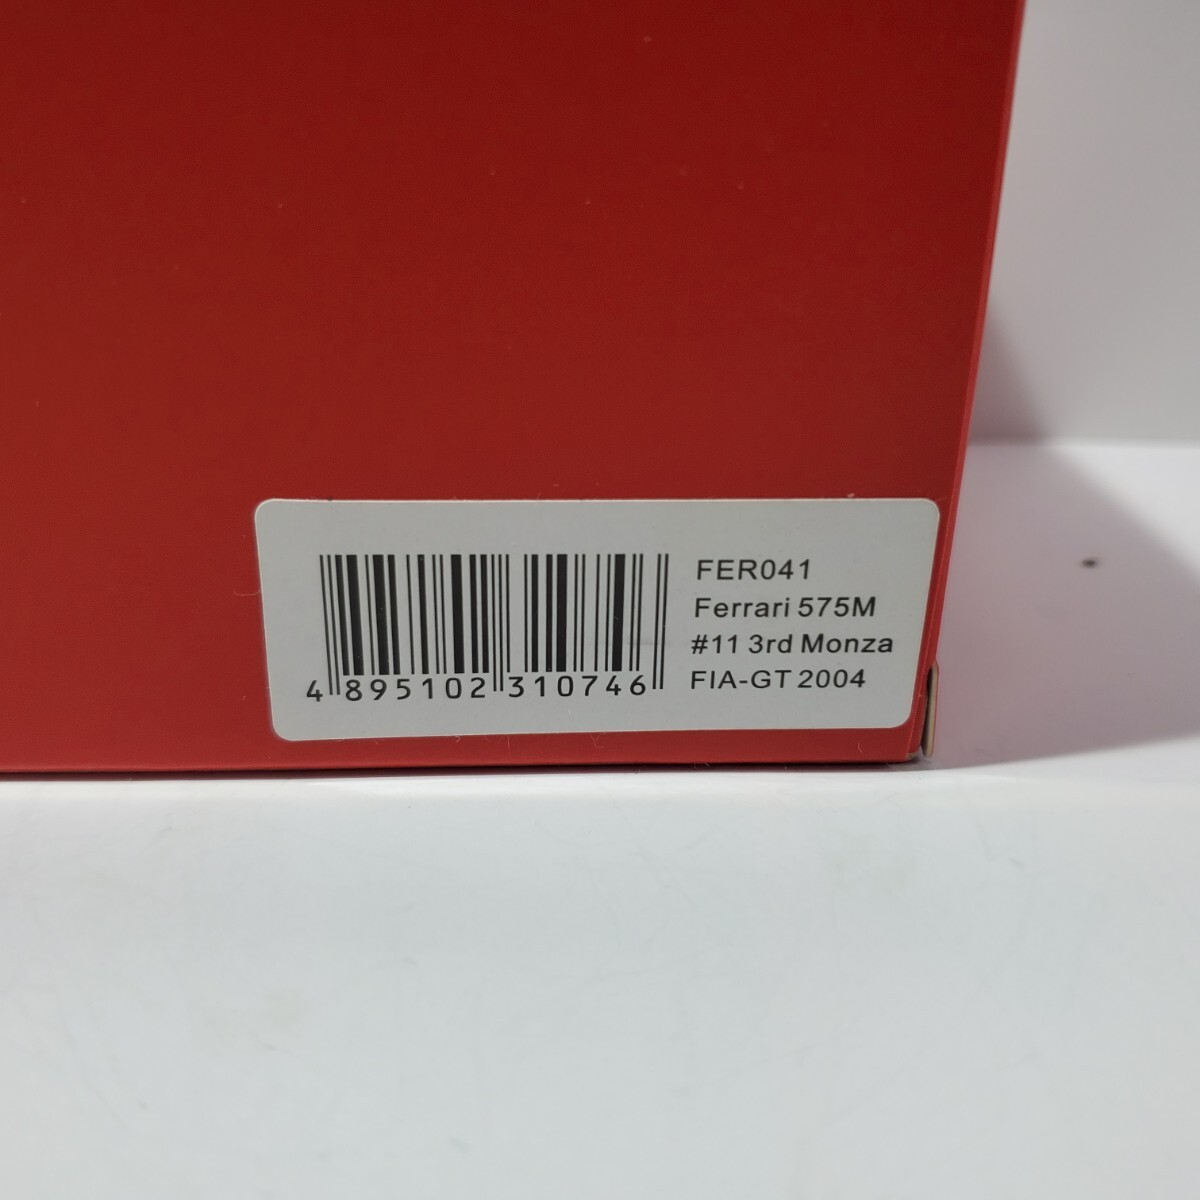 FER041
Ferrari 575M
#11 3rd Monza
FIA-GT 2004
4 895102 310746